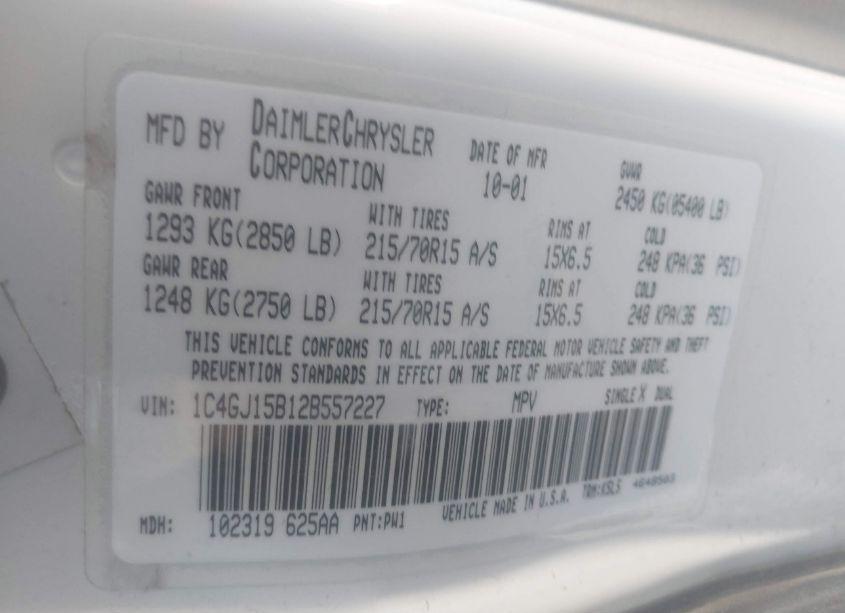 MFD BY DAIMLERCHRYSLER CORPORATION DATE OF MFR 10-01 GVWR 2450 KG(05400 LB)
GAWR FRONT WITH TIRES RIMS AT COLD
1293 KG(2850 LB) 215/70R15 A/S 15X6.5 248 KPA(36 PSI)
GAWR REAR WITH TIRES RIMS AT COLD
1248 KG(2750 LB) 215/70R15 A/S 15X6.5 248 KPA(36 PSI)
THIS VEHICLE CONFORMS TO ALL APPLICABLE FEDERAL MOTOR VEHICLE SAFETY AND THEFT
PREVENTION STANDARDS IN EFFECT ON THE DATE OF MANUFACTURE SHOWN ABOVE.
VIN: 1C4GJ15B12B557227 TYPE: MPV SINGLE X DUAL
MDH: 102319 625AA PNT:PW1 VEHICLE MADE IN U.S.A. TRM:K5L5 4648503